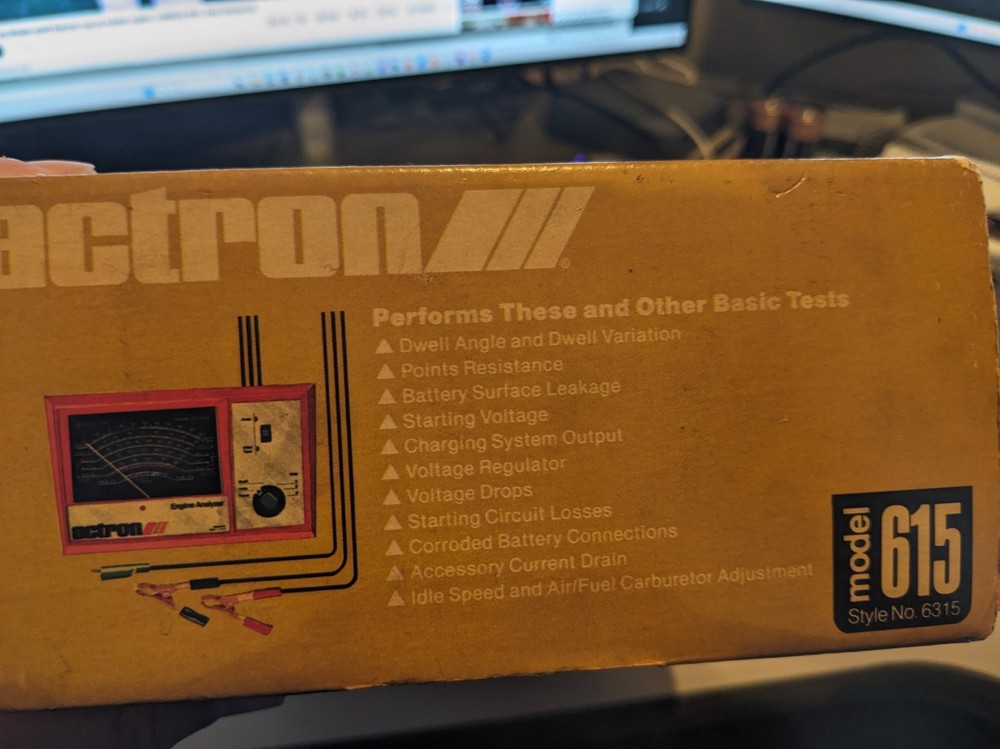 actron
Performs These and Other Basic Tests
▲ Dwell Angle and Dwell Variation
▲ Points Resistance
▲ Battery Surface Leakage
▲ Starting Voltage
▲ Charging System Output
▲ Voltage Regulator
▲ Voltage Drops
▲ Starting Circuit Losses
▲ Corroded Battery Connections
▲ Accessory Current Drain
▲ Idle Speed and Air/Fuel Carburetor Adjustment
Engine Analyzer
actron
model 615
Style No. 6315